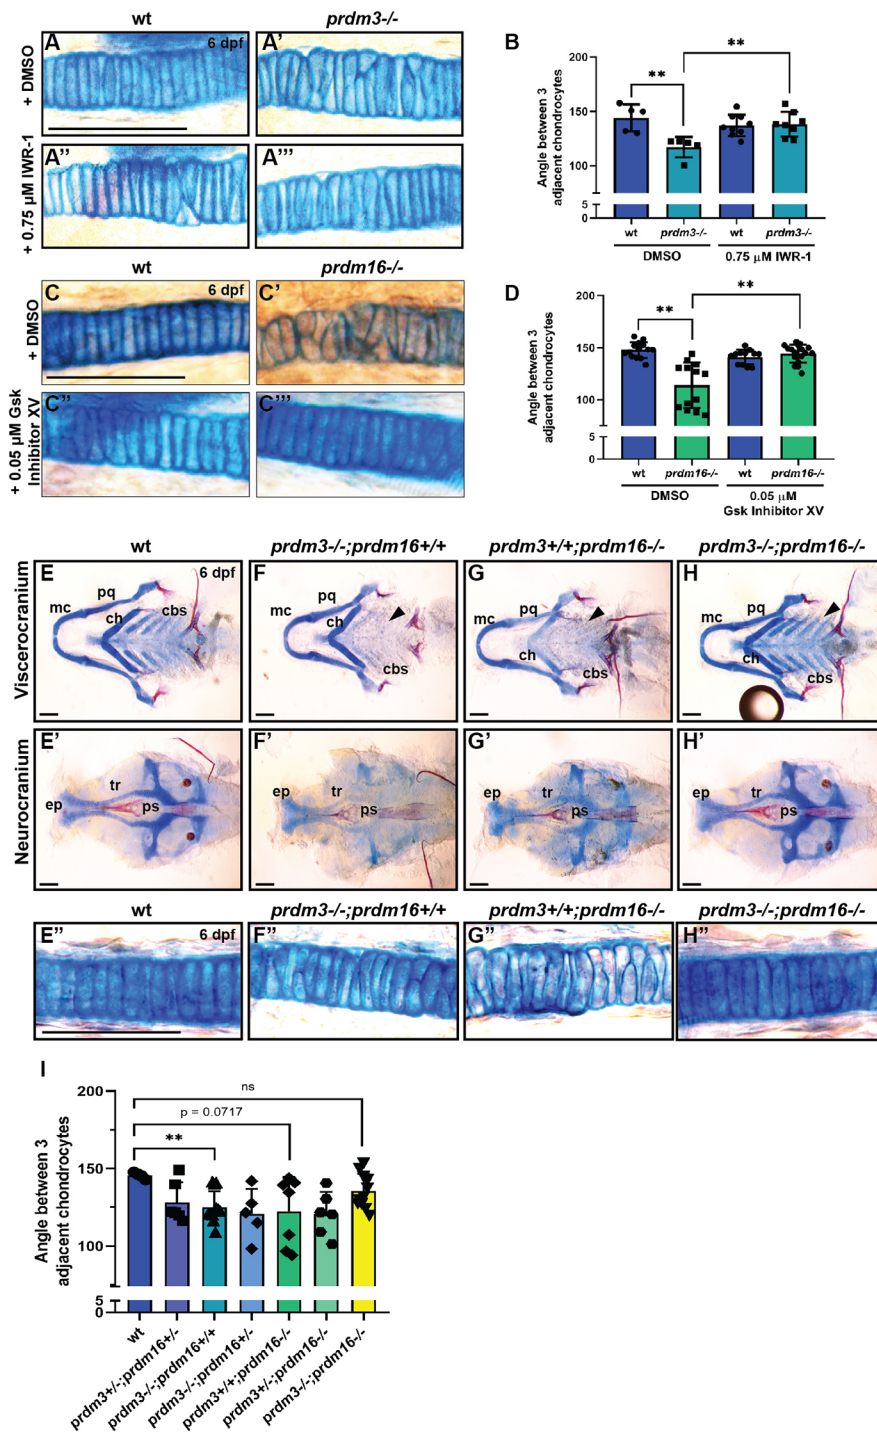 wt
prdm3-/-
+ DMSO
A
6 dpf
A'
+ 0.75 µM IWR-1
A''
A'''
B
Angle between 3
adjacent chondrocytes
200
150
100
5
0
**
**
wt
prdm3-/-
wt
prdm3-/-
DMSO
0.75 µM IWR-1
wt
prdm16-/-
+ DMSO
C
6 dpf
C'
+ 0.05 µM Gsk
Inhibitor XV
C''
C'''
D
Angle between 3
adjacent chondrocytes
200
150
100
5
0
**
**
wt
prdm16-/-
wt
prdm16-/-
DMSO
0.05 µM
Gsk Inhibitor XV
wt
prdm3-/-;prdm16+/+
prdm3+/+;prdm16-/-
prdm3-/-;prdm16-/-
Viscerocranium
E
6 dpf
mc
pq
ch
cbs
F
mc
pq
ch
cbs
G
mc
pq
ch
cbs
H
mc
pq
ch
cbs
Neurocranium
E'
ep
tr
ps
F'
ep
tr
ps
G'
ep
tr
ps
H'
ep
tr
ps
wt
prdm3-/-;prdm16+/+
prdm3+/+;prdm16-/-
prdm3-/-;prdm16-/-
E''
6 dpf
F''
G''
H''
I
Angle between 3
adjacent chondrocytes
200
150
100
5
0
ns
p = 0.0717
**
wt
prdm3+/-;prdm16+/-
prdm3-/-;prdm16+/+
prdm3-/-;prdm16+/-
prdm3+/+;prdm16-/-
prdm3+/-;prdm16-/-
prdm3-/-;prdm16-/-